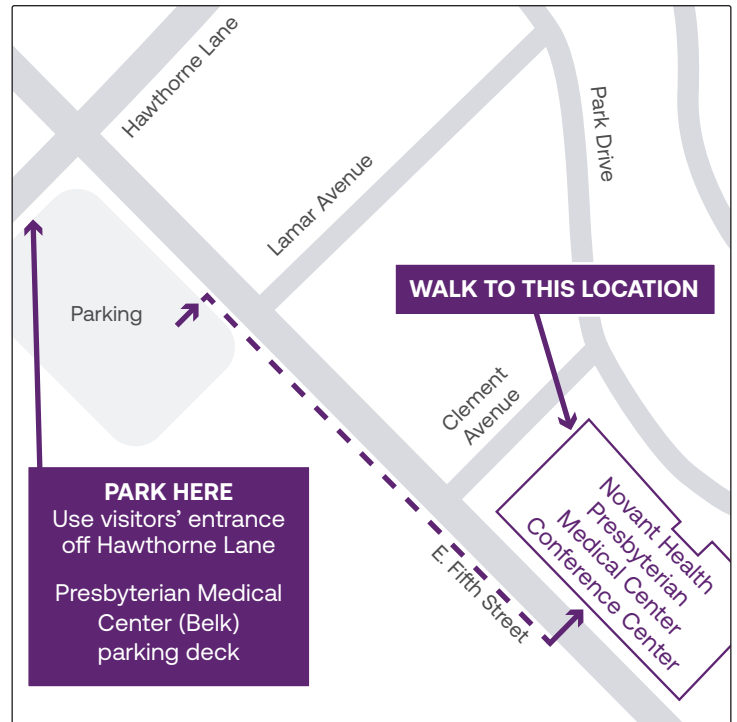 Hawthorne Lane
Park Drive
Lamar Avenue
WALK TO THIS LOCATION
Parking
Clement
Avenue
PARK HERE
Use visitors’ entrance
off Hawthorne Lane
Presbyterian Medical
Center (Belk)
parking deck
E. Fifth Street
Novant Health
Presbyterian
Medical Center
Conference Center